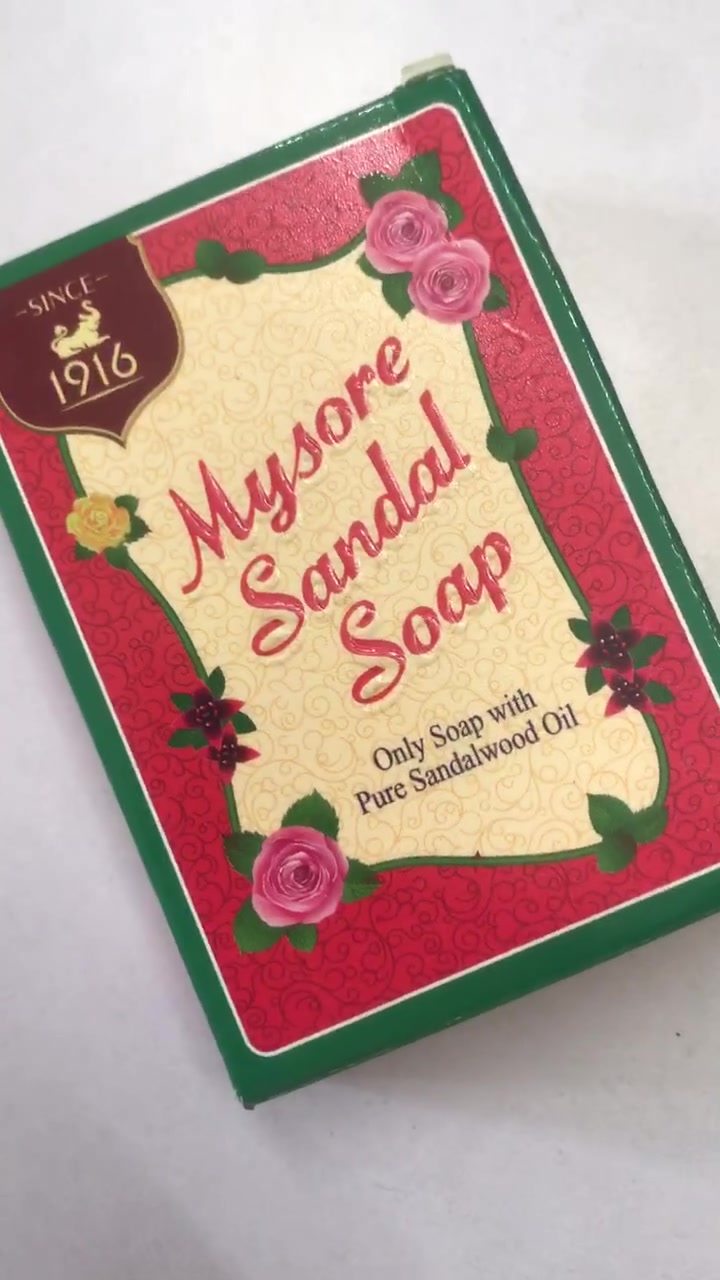 -SINCE-
1916
Mysore
Sandal
Soap
Only Soap with
Pure Sandalwood Oil